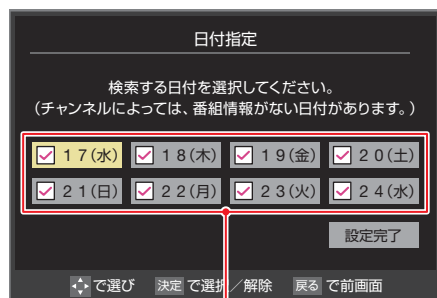 日付指定
検索する日付を選択してください。
(チャンネルによっては、番組情報がない日付があります。)
17(水) 18(木) 19(金) 20(土)
21(日) 22(月) 23(火) 24(水)
設定完了
で選び 決定 で選択/解除 戻る で前画面